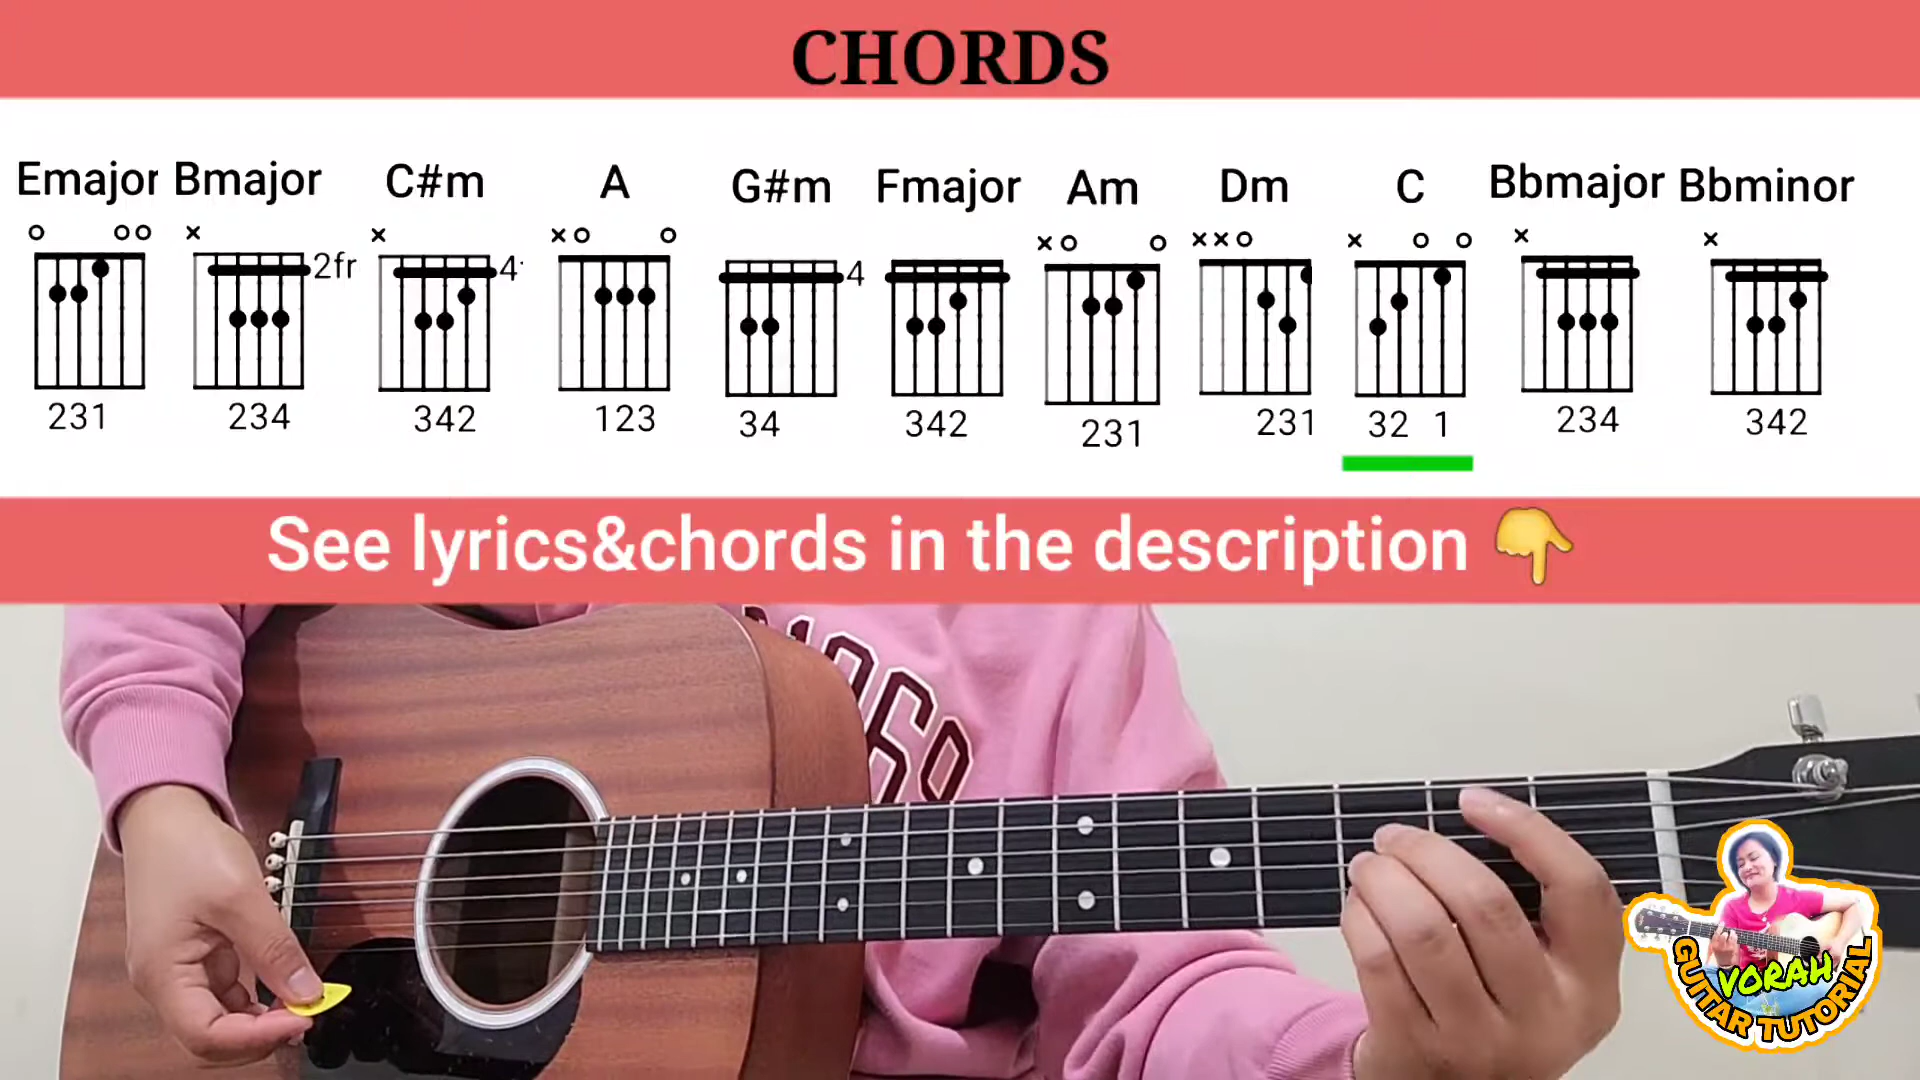 CHORDS
Emajor Bmajor C#m A G#m Fmajor Am Dm C Bbmajor Bbminor
2fr 4 4
231 234 342 123 34 342 231 231 32 1 234 342
See lyrics&chords in the description 👇
1969
VORAH
GUITAR TUTORIAL